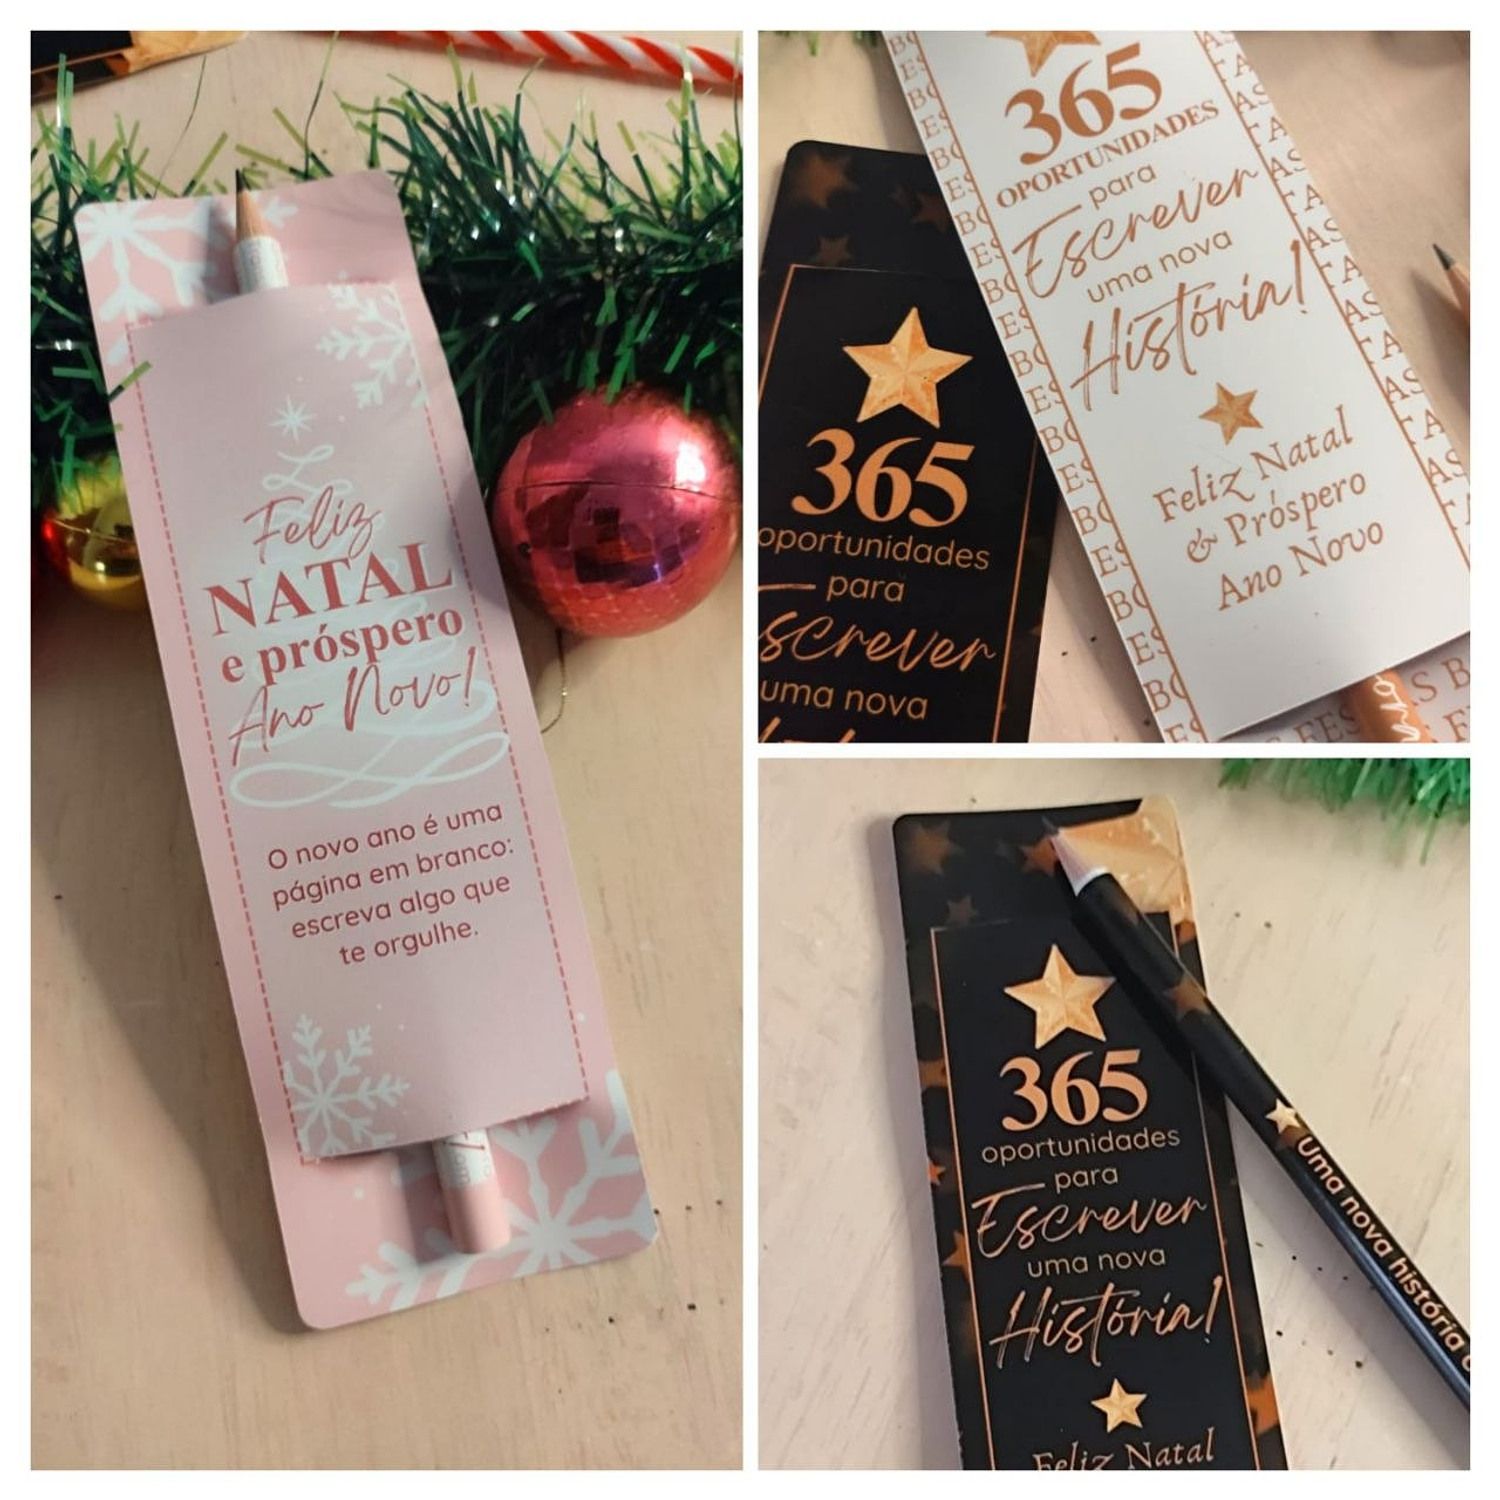 Feliz
NATAL
e próspero
Ano Novo!
O novo ano é uma
página em branco:
escreva algo que
te orgulhe.
365
OPORTUNIDADES
para
Escrever
uma nova
História!
Feliz Natal
& Próspero
Ano Novo
365
oportunidades
para
screver
uma nova
365
oportunidades
para
Escrever
uma nova
História!
Feliz Natal
Uma nova história